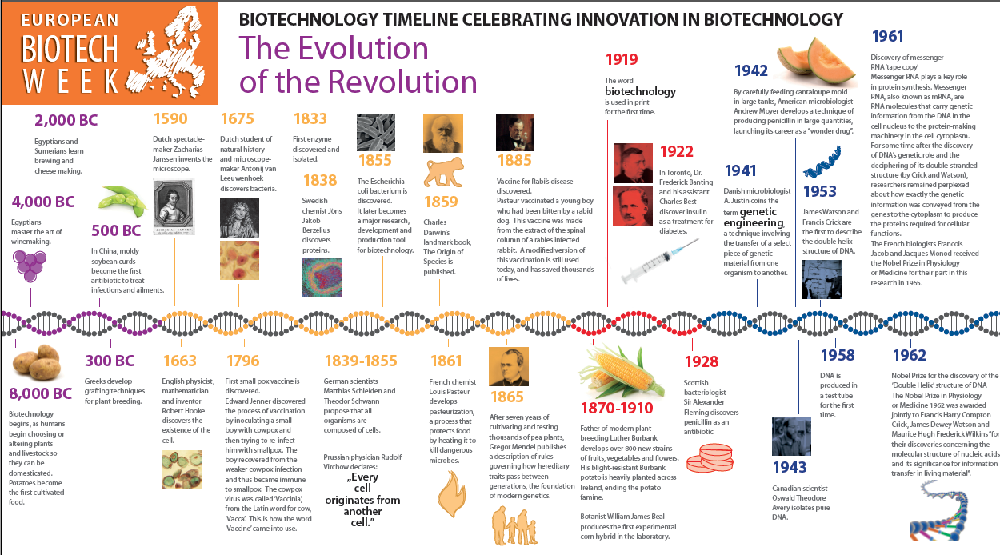 EUROPEAN
BIOTECH
WEEK
BIOTECHNOLOGY TIMELINE CELEBRATING INNOVATION IN BIOTECHNOLOGY
The Evolution
of the Revolution
2,000 BC
Egyptians and
Sumerians learn
brewing and
cheese making.
4,000 BC
Egyptians
master the art of
winemaking.
500 BC
In China, moldy
soybean curds
become the first
antibiotic to treat
infections and ailments.
1590
Dutch spectacle-
maker Zacharias
Janssen invents the
microscope.
1675
Dutch student of
natural history
and microscope-
maker Antonij van
Leeuwenhoek
discovers bacteria.
1833
First enzyme
discovered and
isolated.
1838
Swedish
chemist Jöns
Jakob
Berzelius
discovers
proteins.
1855
The Escherichia
coli bacterium is
discovered.
It later becomes
a major research,
development and
production tool
for biotechnology.
1859
Charles
Darwin's
landmark book,
The Origin of
Species is
published.
1885
Vaccine for Rabi's disease
discovered.
Pasteur vaccinated a young boy
who had been bitten by a rabid
dog. This vaccine was made
from the extract of the spinal
column of a rabies infected
rabbit. A modified version of
this vaccination is still used
today, and has saved thousands
of lives.
1919
The word
biotechnology
is used in print
for the first time.
1922
In Toronto, Dr.
Frederick Banting
and his assistant
Charles Best
discover insulin
as a treatment for
diabetes.
1942
By carefully feeding cantaloupe mold
in large tanks, American microbiologist
Andrew Moyer develops a technique of
producing penicillin in large quantities,
launching its career as a "wonder drug".
1941
Danish microbiologist
A. Justin coins the
term genetic
engineering,
a technique involving
the transfer of a select
piece of genetic
material from one
organism to another.
1953
James Watson and
Francis Crick are
the first to describe
the double helix
structure of DNA.
1961
Discovery of messenger
RNA 'tape copy'
Messenger RNA plays a key role
in protein synthesis. Messenger
RNA, also known as mRNA, are
RNA molecules that carry genetic
information from the DNA in the
cell nucleus to the protein-making
machinery in the cell cytoplasm.
For some time after the discovery
of DNA's genetic role and the
deciphering of its double-stranded
structure (by Crick and Watson),
researchers remained perplexed
about how exactly the genetic
information was conveyed from the
genes to the cytoplasm to produce
the proteins required for cellular
functions.
The French biologists Francois
Jacob and Jacques Monod received
the Nobel Prize in Physiology
or Medicine for their part in this
research in 1965.
8,000 BC
Biotechnology
begins, as humans
begin choosing or
altering plants
and livestock so
they can be
domesticated.
Potatoes become
the first cultivated
food.
300 BC
Greeks develop
grafting techniques
for plant breeding.
1663
English physicist,
mathematician
and inventor
Robert Hooke
discovers the
existence of the
cell.
1796
First small pox vaccine is
discovered.
Edward Jenner discovered
the process of vaccination
by inoculating a small
boy with cowpox and
then trying to re-infect
him with smallpox. The
boy recovered from the
weaker cowpox infection
and thus became immune
to smallpox. The cowpox
virus was called 'Vaccinia',
from the Latin word for cow,
'Vacca'. This is how the word
'Vaccine' came into use.
1839-1855
German scientists
Matthias Schleiden and
Theodor Schwann
propose that all
organisms are
composed of cells.
Prussian physician Rudolf
Virchow declares:
„Every
cell
originates from
another
cell."
1861
French chemist
Louis Pasteur
develops
pasteurization,
a process that
protects food
by heating it to
kill dangerous
microbes.
1865
After seven years of
cultivating and testing
thousands of pea plants,
Gregor Mendel publishes
a description of rules
governing how hereditary
traits pass between
generations, the foundation
of modern genetics.
1870-1910
Father of modern plant
breeding Luther Burbank
develops over 800 new strains
of fruits, vegetables and flowers.
His blight-resistant Burbank
potato is heavily planted across
Ireland, ending the potato
famine.
Botanist William James Beal
produces the first experimental
corn hybrid in the laboratory.
1928
Scottish
bacteriologist
Sir Alexander
Fleming discovers
penicillin as an
antibiotic.
1943
Canadian scientist
Oswald Theodore
Avery isolates pure
DNA.
1958
DNA is
produced in
a test tube
for the first
time.
1962
Nobel Prize for the discovery of the
'Double Helix' structure of DNA
The Nobel Prize in Physiology
or Medicine 1962 was awarded
jointly to Francis Harry Compton
Crick, James Dewey Watson ans
Maurice Hugh Frederick Wilkins "for
their discoveries concerning the
molecular structure of nucleic acids
and its significance for information
transfer in living material".